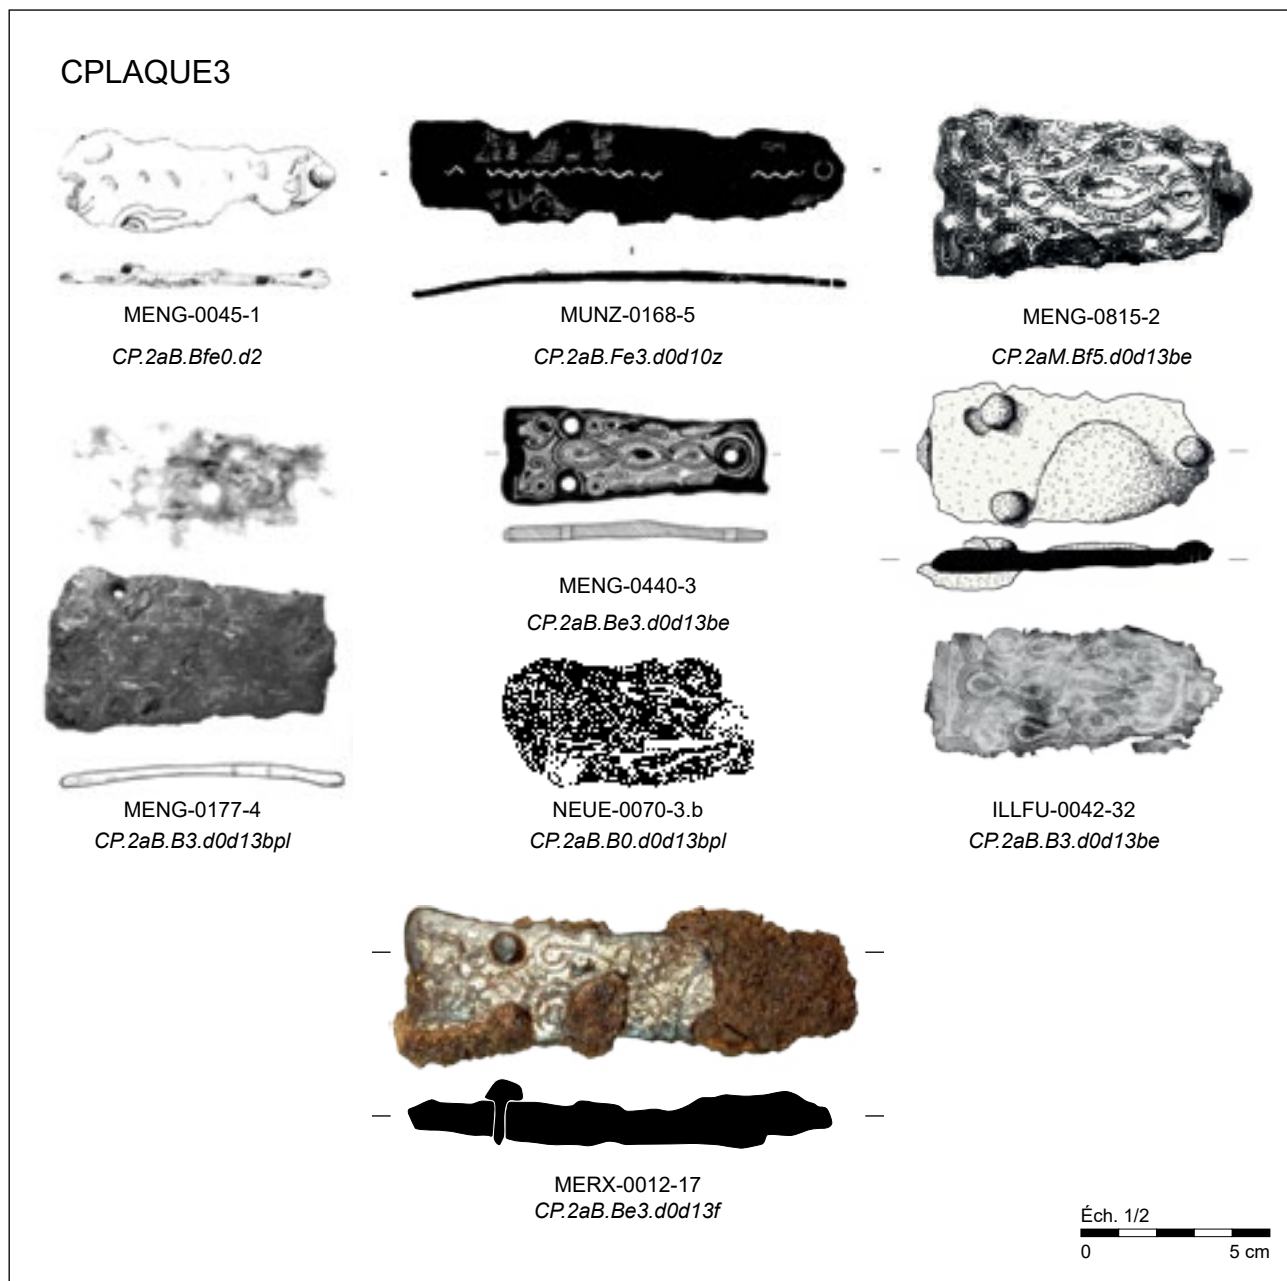 CPLAQUE3
MENG-0045-1
CP.2aB.Bfe0.d2
MUNZ-0168-5
CP.2aB.Fe3.d0d10z
MENG-0815-2
CP.2aM.Bf5.d0d13be
MENG-0177-4
CP.2aB.B3.d0d13bpl
MENG-0440-3
CP.2aB.Be3.d0d13be
NEUE-0070-3.b
CP.2aB.B0.d0d13bpl
ILLFU-0042-32
CP.2aB.B3.d0d13be
MERX-0012-17
CP.2aB.Be3.d0d13f
Éch. 1/2
0 5 cm